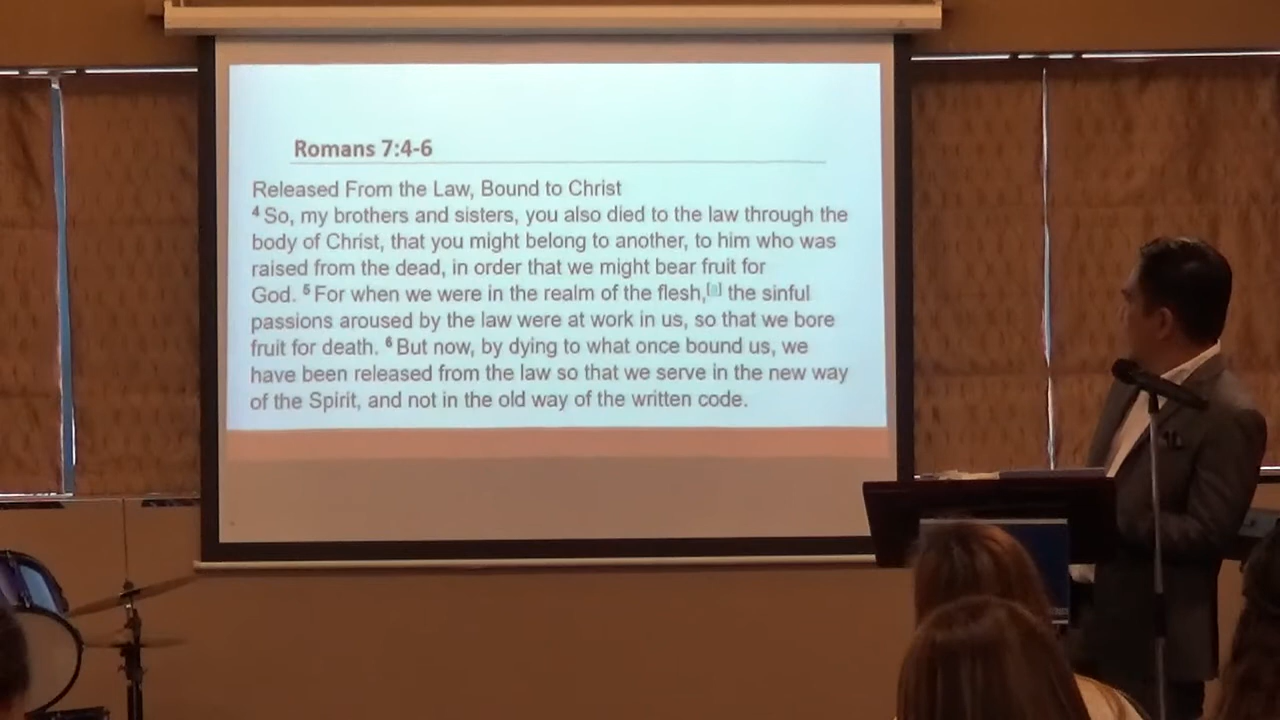 Romans 7:4-6
Released From the Law, Bound to Christ
4 So, my brothers and sisters, you also died to the law through the
body of Christ, that you might belong to another, to him who was
raised from the dead, in order that we might bear fruit for
God. 5 For when we were in the realm of the flesh,[a] the sinful
passions aroused by the law were at work in us, so that we bore
fruit for death. 6 But now, by dying to what once bound us, we
have been released from the law so that we serve in the new way
of the Spirit, and not in the old way of the written code.